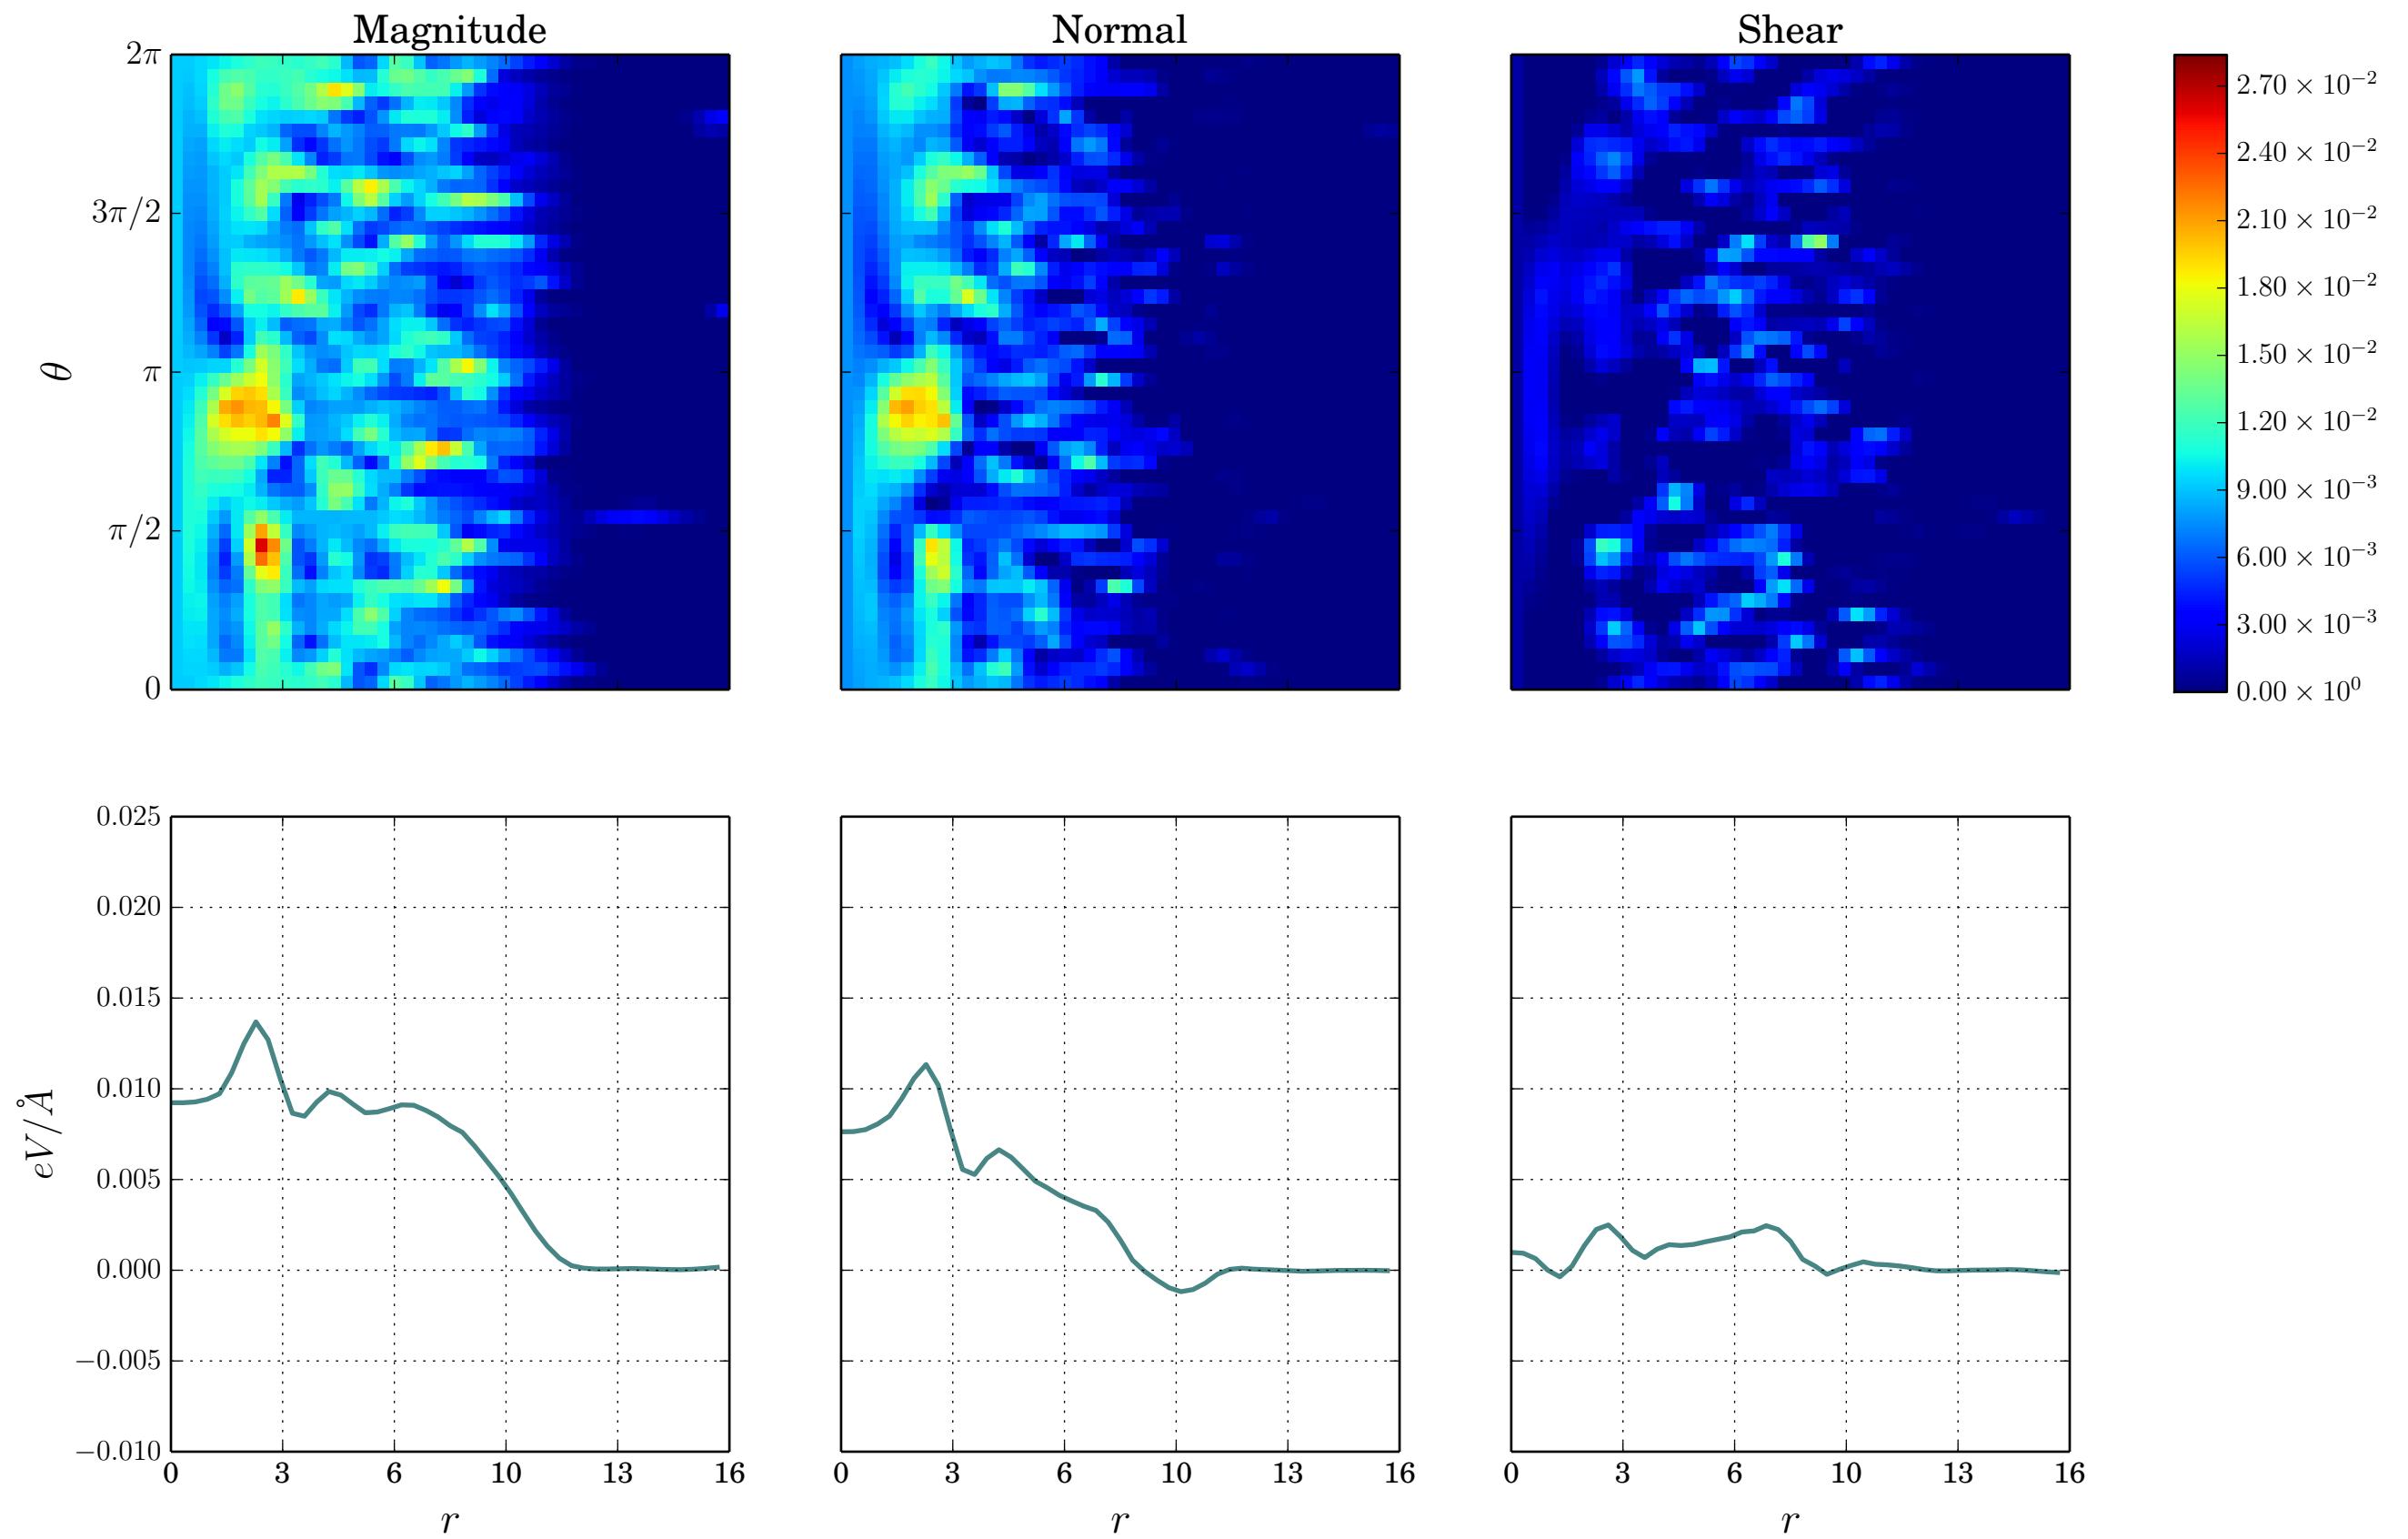 Magnitude Normal Shear
2π
3π/2
π
π/2
0
θ
2.70 × 10⁻²
2.40 × 10⁻²
2.10 × 10⁻²
1.80 × 10⁻²
1.50 × 10⁻²
1.20 × 10⁻²
9.00 × 10⁻³
6.00 × 10⁻³
3.00 × 10⁻³
0.00 × 10⁰
0.025
0.020
0.015
0.010
0.005
0.000
−0.005
−0.010
eV/Å
0 3 6 10 13 16
0 3 6 10 13 16
0 3 6 10 13 16
r r r